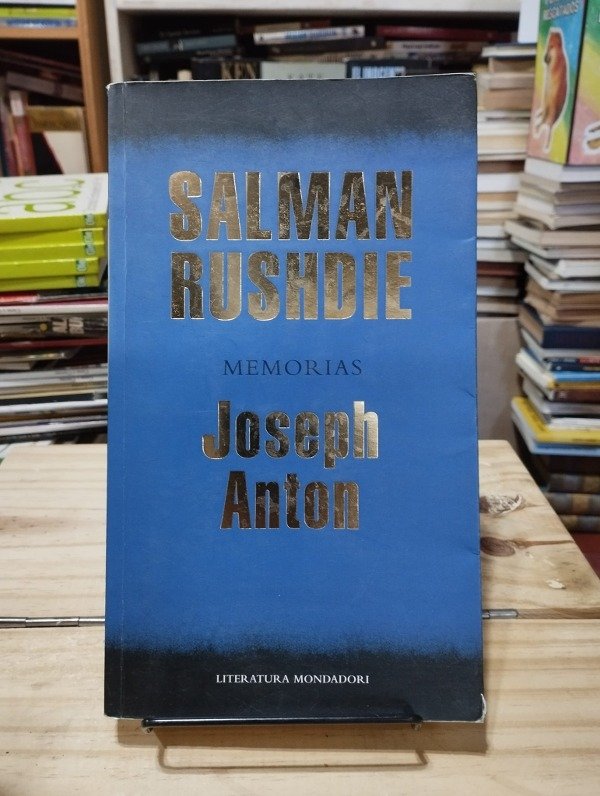 SALMAN
RUSHDIE
MEMORIAS
Joseph
Anton
LITERATURA MONDADORI